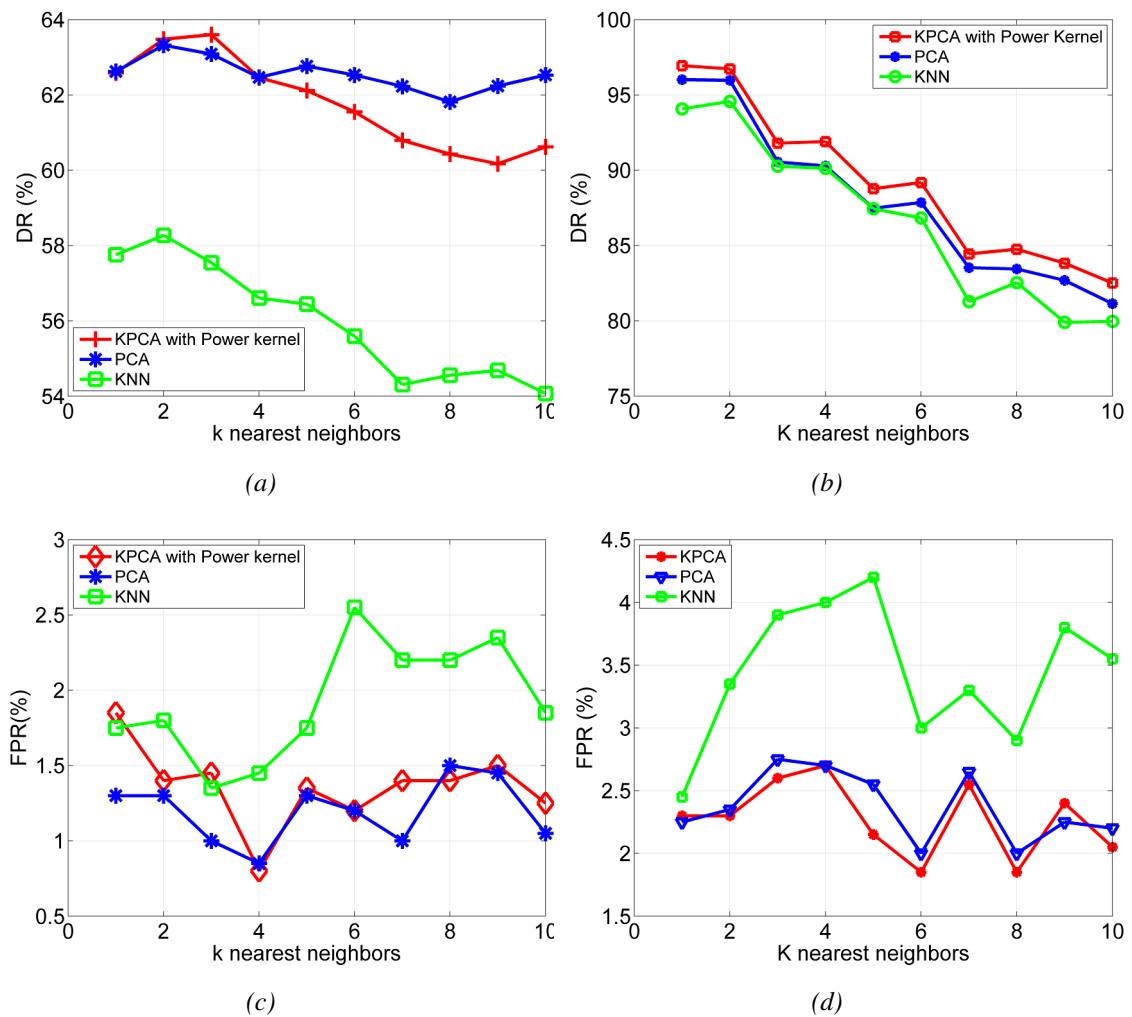 64
62
60
58
56
54
DR (%)
KPCA with Power kernel
PCA
KNN
0 2 4 6 8 10
k nearest neighbors
(a)
100
95
90
85
80
75
DR (%)
KPCA with Power Kernel
PCA
KNN
0 2 4 6 8 10
K nearest neighbors
(b)
3
2.5
2
1.5
1
0.5
FPR(%)
KPCA with Power kernel
PCA
KNN
0 2 4 6 8 10
k nearest neighbors
(c)
4.5
4
3.5
3
2.5
2
1.5
FPR (%)
KPCA
PCA
KNN
0 2 4 6 8 10
K nearest neighbors
(d)